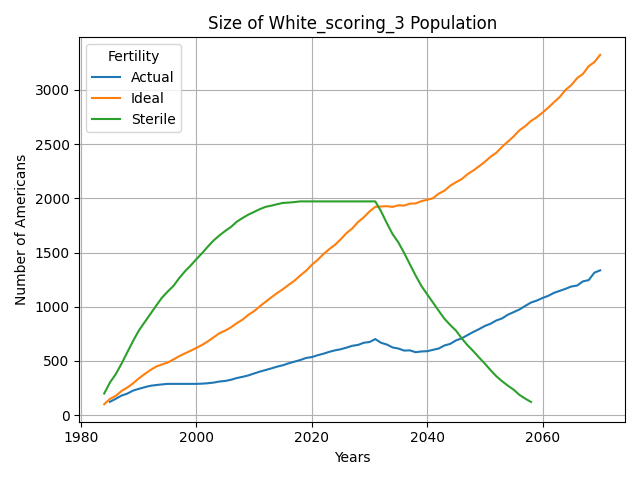 Size of White_scoring_3 Population
Fertility
Actual
Ideal
Sterile
Number of Americans
3000
2500
2000
1500
1000
500
0
1980
2000
2020
2040
2060
Years